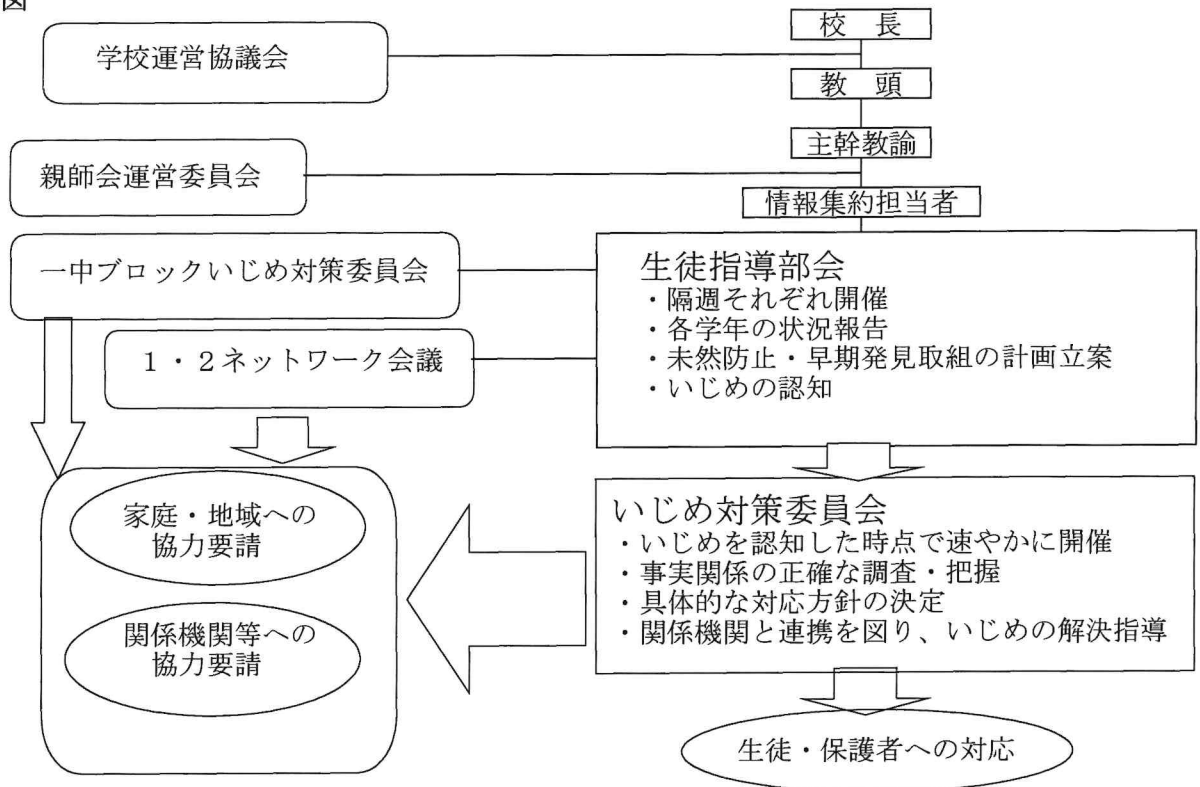 図
校　長
学校運営協議会
教　頭
主幹教諭
親師会運営委員会
情報集約担当者
一中ブロックいじめ対策委員会
１・２ネットワーク会議
生徒指導部会
・隔週それぞれ開催
・各学年の状況報告
・未然防止・早期発見取組の計画立案
・いじめの認知
家庭・地域への
協力要請
関係機関等への
協力要請
いじめ対策委員会
・いじめを認知した時点で速やかに開催
・事実関係の正確な調査・把握
・具体的な対応方針の決定
・関係機関と連携を図り、いじめの解決指導
生徒・保護者への対応